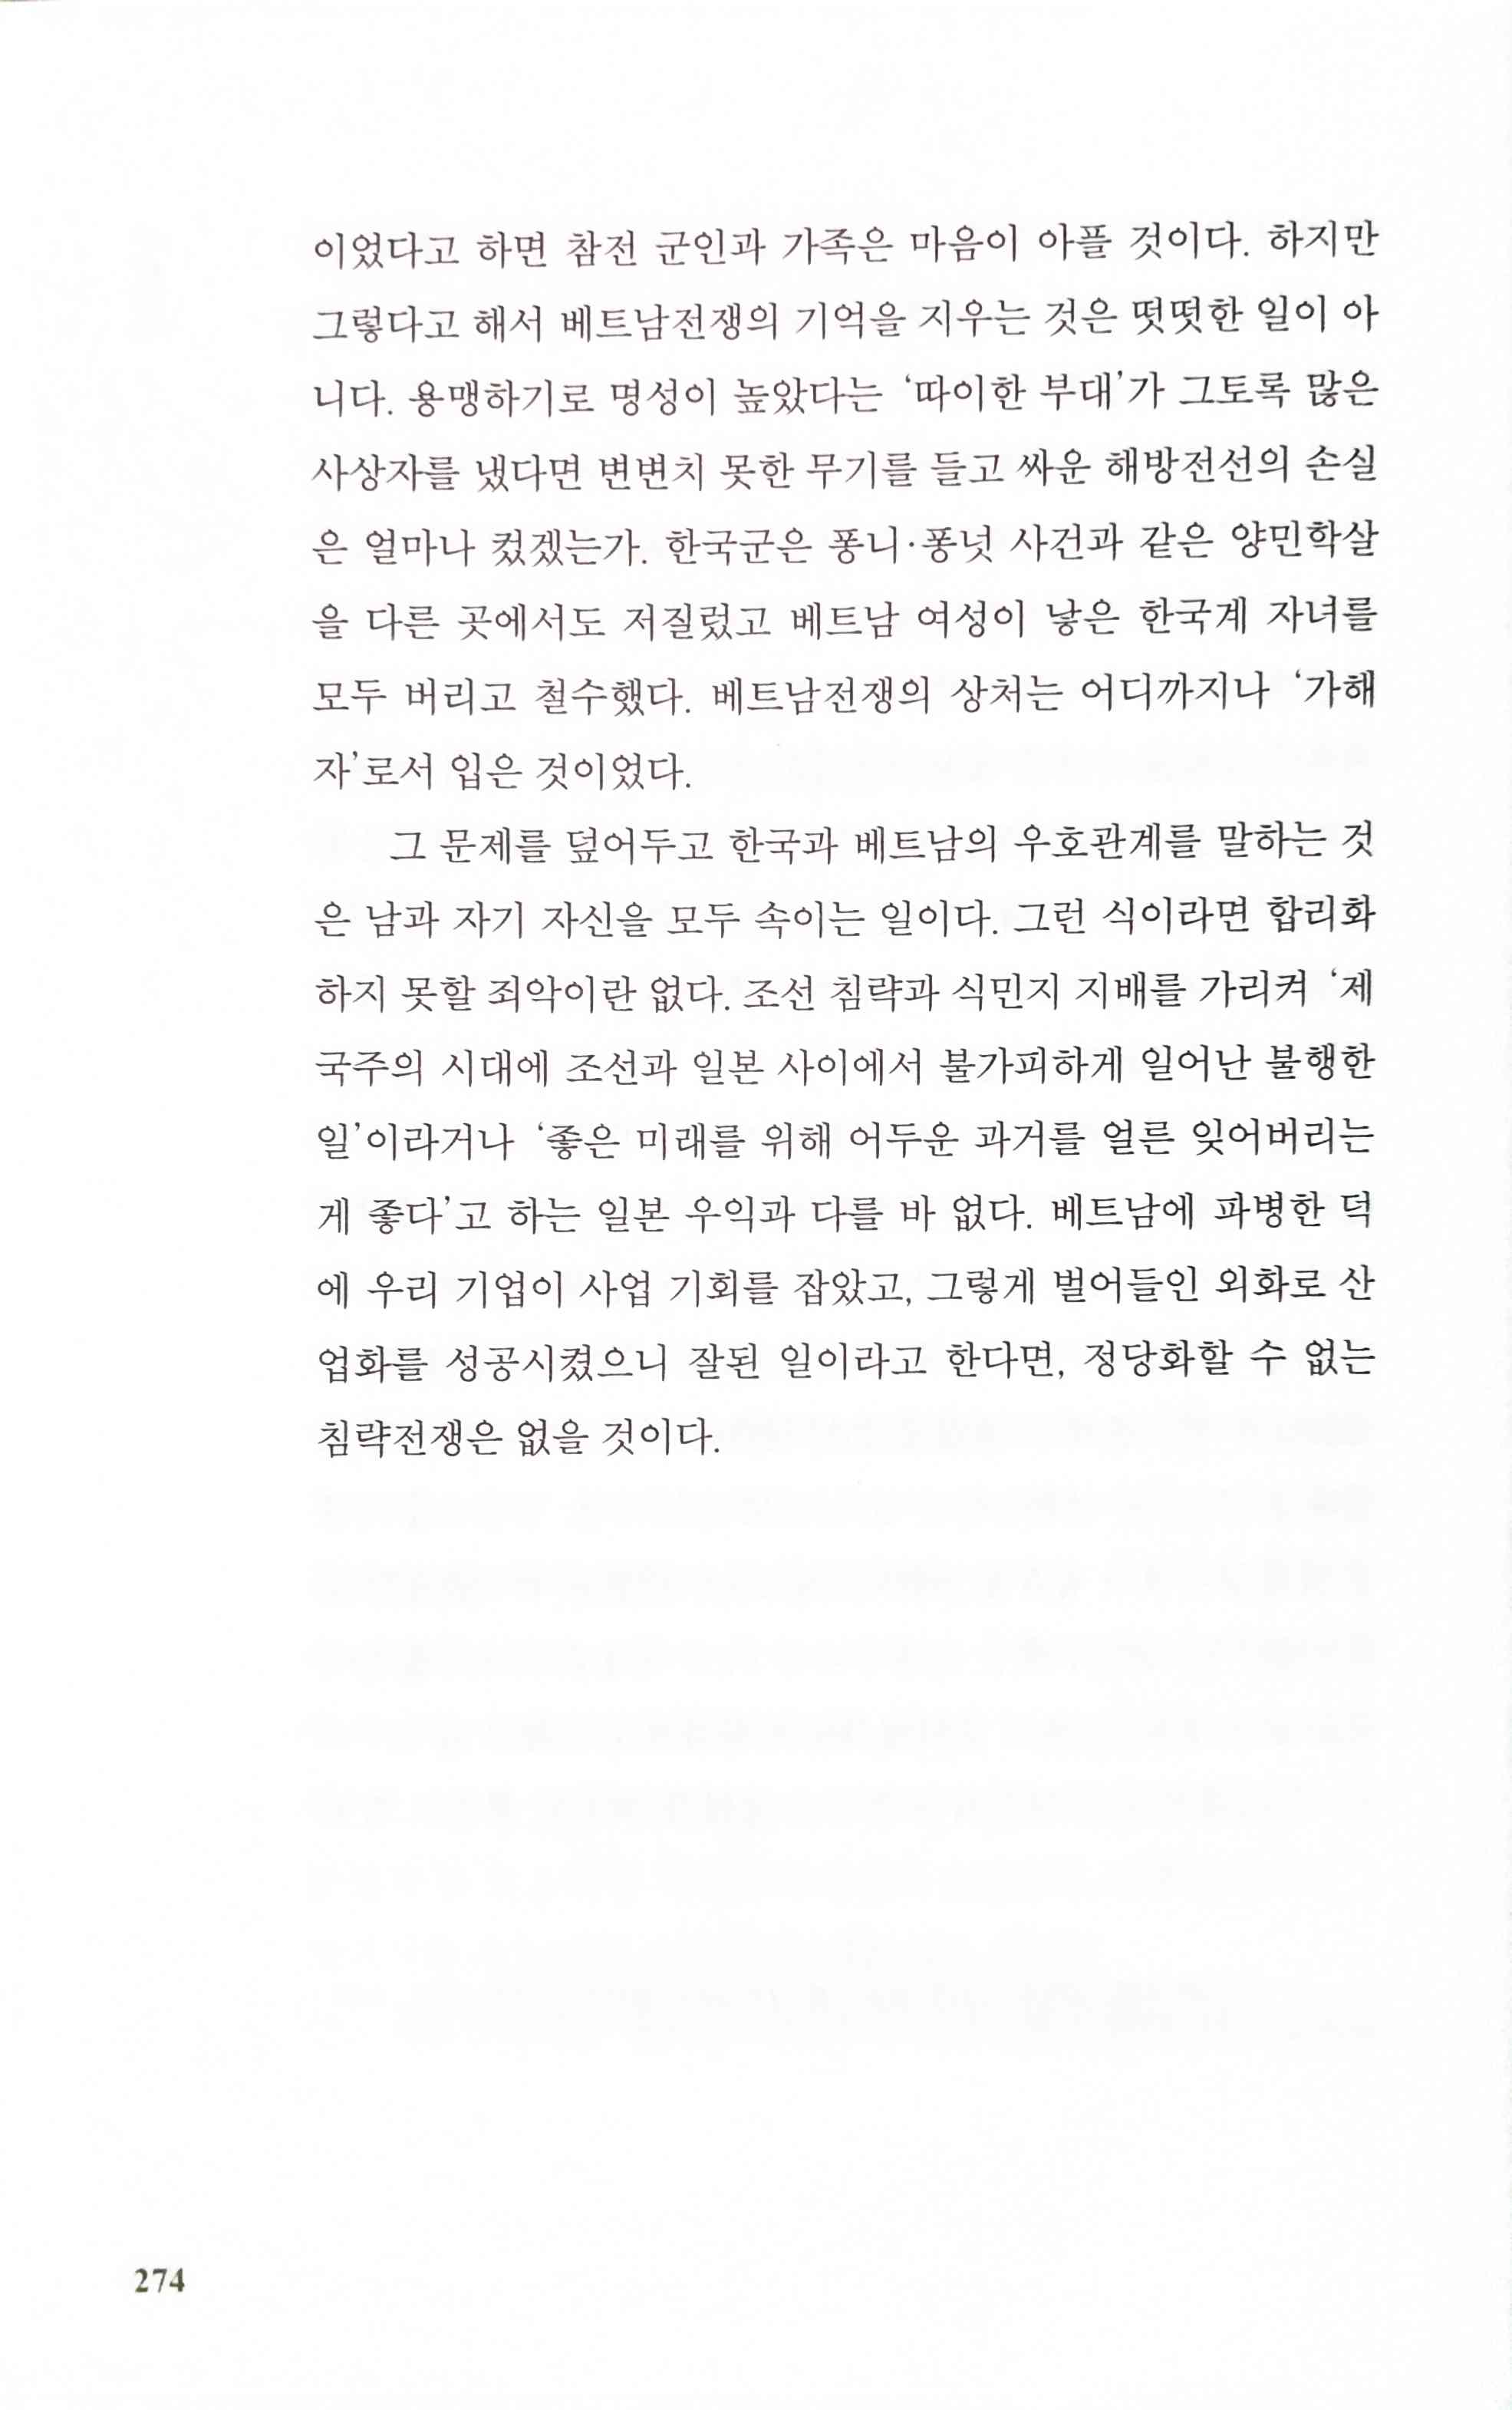 이었다고 하면 참전 군인과 가족은 마음이 아플 것이다. 하지만
그렇다고 해서 베트남전쟁의 기억을 지우는 것은 떳떳한 일이 아
니다. 용맹하기로 명성이 높았다는 ‘따이한 부대’가 그토록 많은
사상자를 냈다면 변변치 못한 무기를 들고 싸운 해방전선의 손실
은 얼마나 컸겠는가. 한국군은 퐁니·퐁넛 사건과 같은 양민학살
을 다른 곳에서도 저질렀고 베트남 여성이 낳은 한국계 자녀를
모두 버리고 철수했다. 베트남전쟁의 상처는 어디까지나 ‘가해
자’로서 입은 것이었다.
그 문제를 덮어두고 한국과 베트남의 우호관계를 말하는 것
은 남과 자기 자신을 모두 속이는 일이다. 그런 식이라면 합리화
하지 못할 죄악이란 없다. 조선 침략과 식민지 지배를 가리켜 ‘제
국주의 시대에 조선과 일본 사이에서 불가피하게 일어난 불행한
일’이라거나 ‘좋은 미래를 위해 어두운 과거를 얼른 잊어버리는
게 좋다’고 하는 일본 우익과 다를 바 없다. 베트남에 파병한 덕
에 우리 기업이 사업 기회를 잡았고, 그렇게 벌어들인 외화로 산
업화를 성공시켰으니 잘된 일이라고 한다면, 정당화할 수 없는
침략전쟁은 없을 것이다.
274